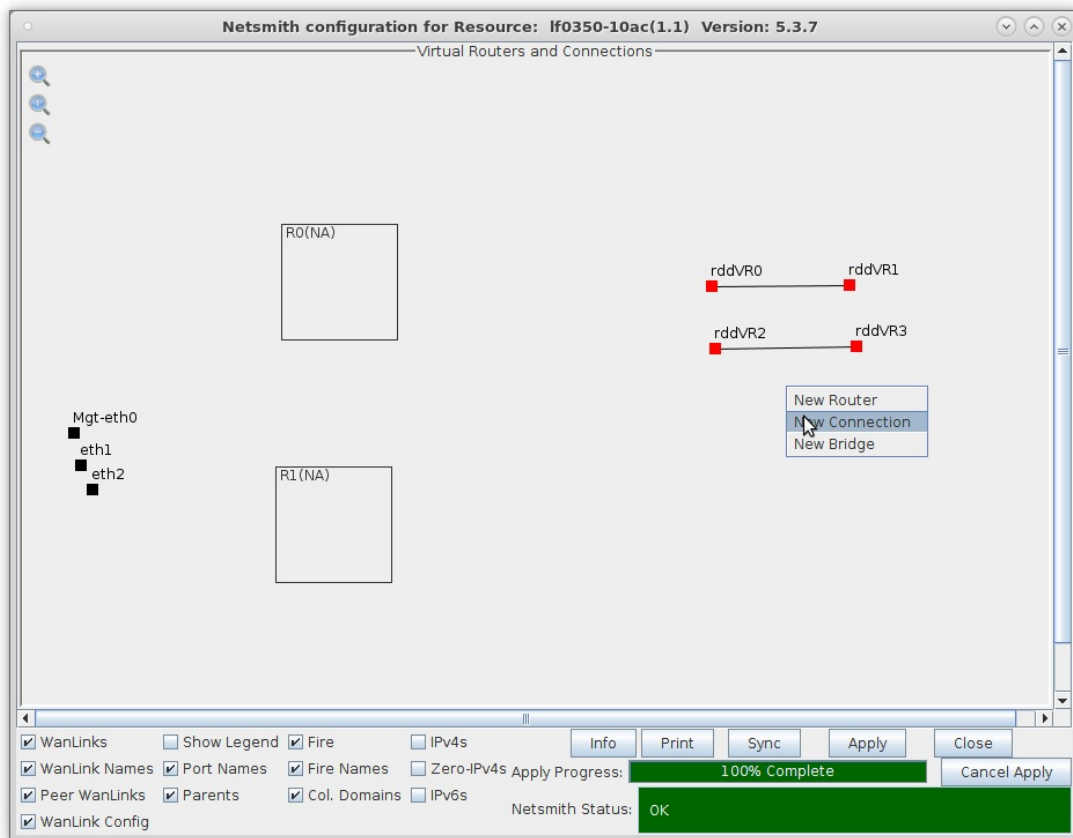 Netsmith configuration for Resource:  lf0350-10ac(1.1)  Version: 5.3.7
Virtual Routers and Connections
R0(NA)
rddVR0
rddVR1
rddVR2
rddVR3
New Router
New Connection
New Bridge
Mgt-eth0
eth1
eth2
R1(NA)
WanLinks
Show Legend
Fire
IPv4s
Info
Print
Sync
Apply
Close
WanLink Names
Port Names
Fire Names
Zero-IPv4s
Apply Progress:
100% Complete
Cancel Apply
Peer WanLinks
Parents
Col. Domains
IPv6s
Netsmith Status:
OK
WanLink Config